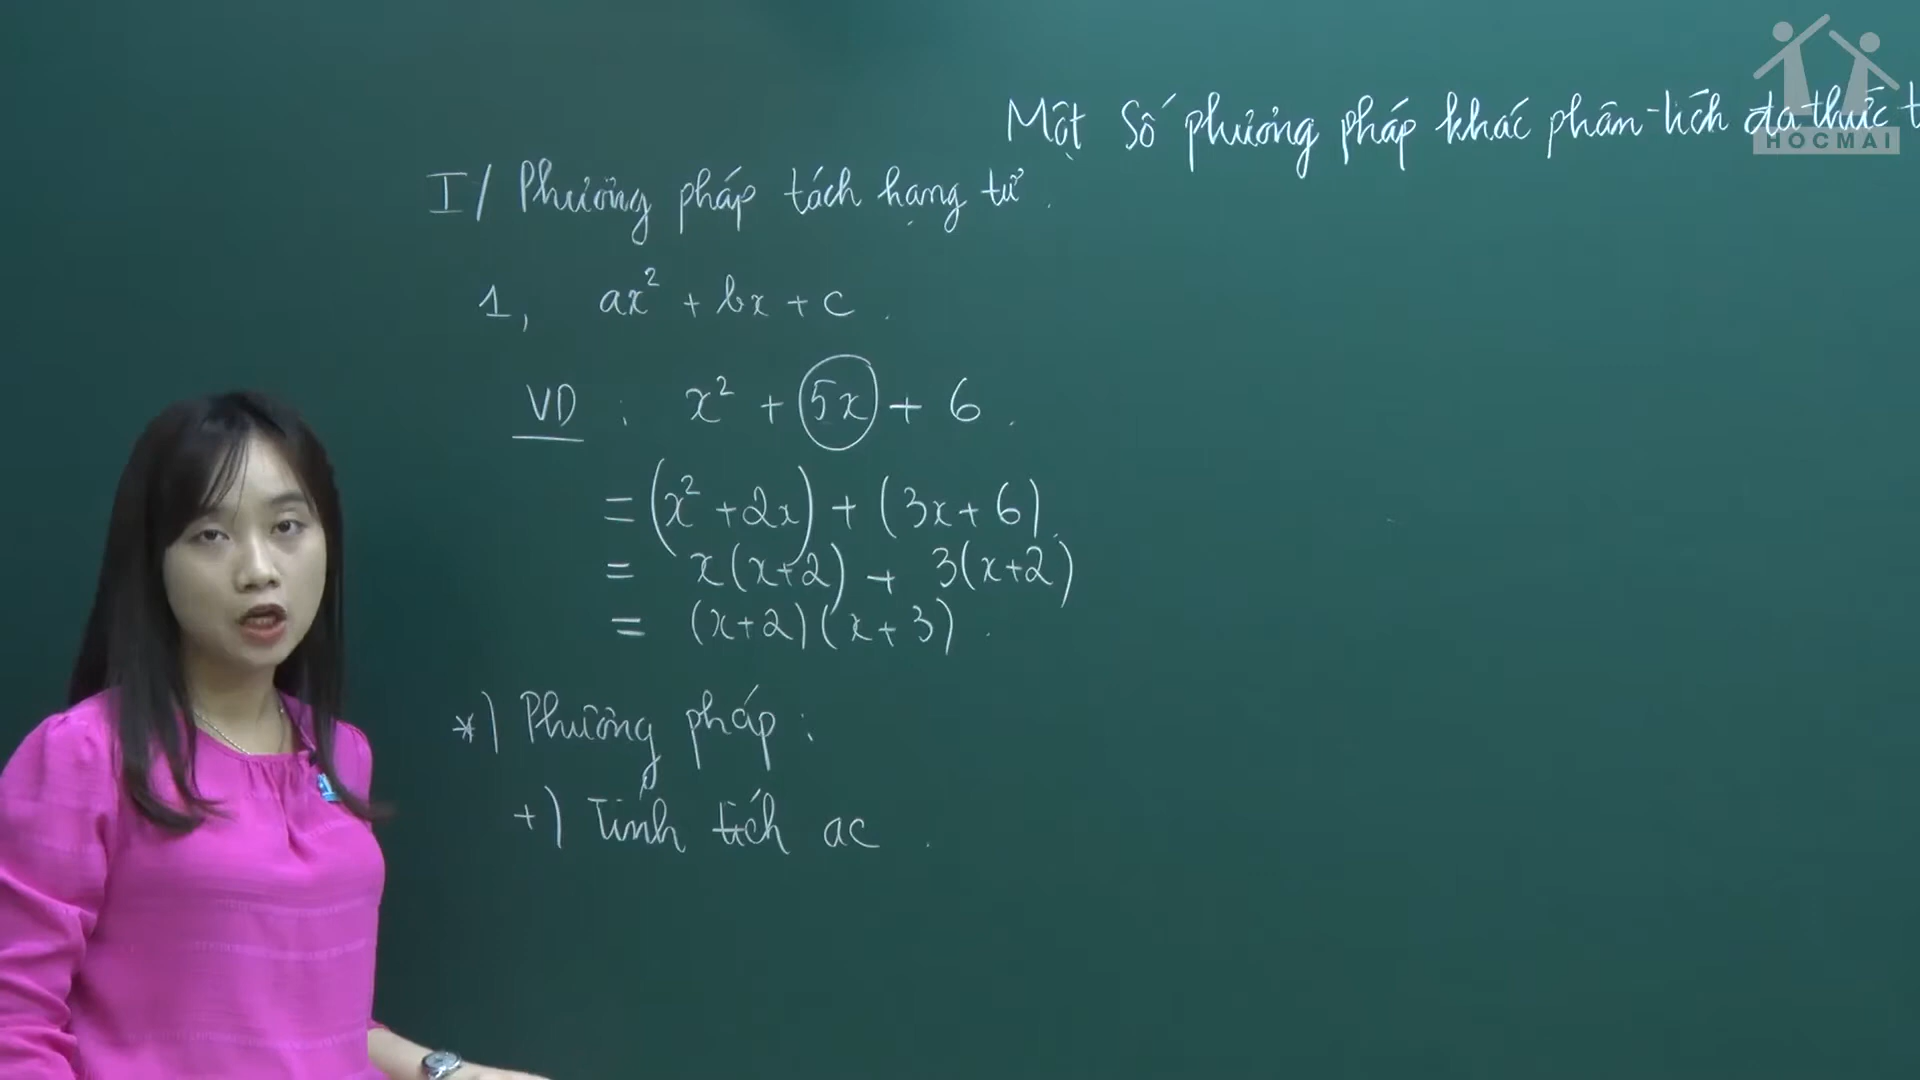 Một số phương pháp khác phân tích đa thức t
HOCMAI
I/ Phương pháp tách hạng tử.
1, ax² + bx + c.
VD : x² + 5x + 6.
= (x² + 2x) + (3x + 6).
= x(x+2) + 3(x+2)
= (x+2)(x+3).
*) Phương pháp :
+) Tính tích ac.